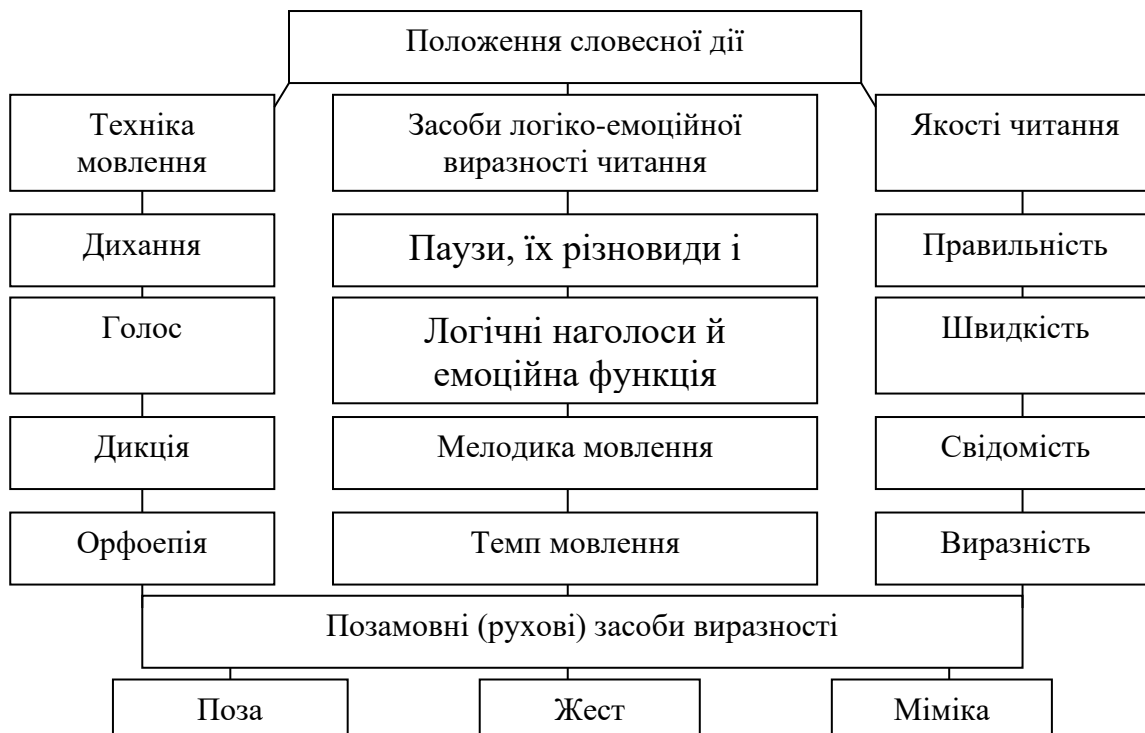 Положення словесної дії
Техніка
мовлення
Засоби логіко-емоційної
виразності читання
Якості читання
Дихання
Паузи, їх різновиди і
Правильність
Голос
Логічні наголоси й
емоційна функція
Швидкість
Дикція
Мелодика мовлення
Свідомість
Орфоепія
Темп мовлення
Виразність
Позамовні (рухові) засоби виразності
Поза
Жест
Міміка